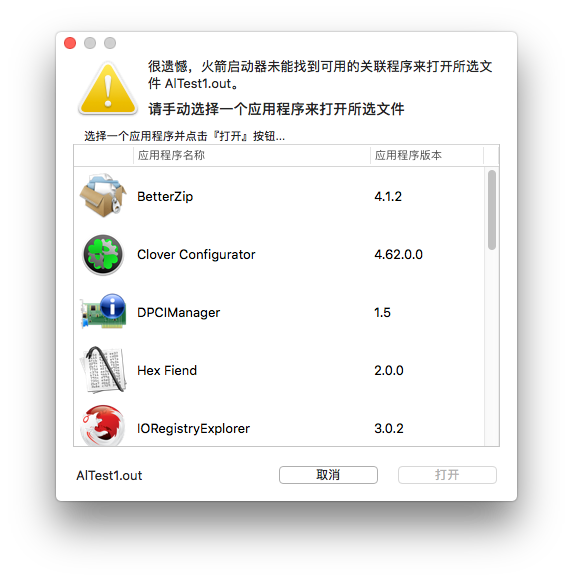 很遗憾，火箭启动器未能找到可用的关联程序来打开所选文
件 AlTest1.out。
请手动选择一个应用程序来打开所选文件
选择一个应用程序并点击『打开』按钮...
应用程序名称 应用程序版本
BetterZip 4.1.2
Clover Configurator 4.62.0.0
DPCIManager 1.5
Hex Fiend 2.0.0
IORegistryExplorer 3.0.2
AlTest1.out 取消 打开